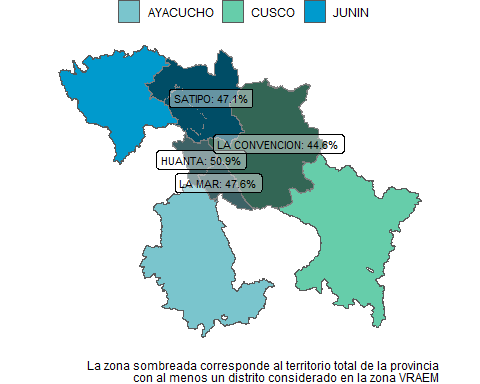 AYACUCHO CUSCO JUNIN
SATIPO: 47.1%
LA CONVENCION: 44.6%
HUANTA: 50.9%
LA MAR: 47.6%
La zona sombreada corresponde al territorio total de la provincia
con al menos un distrito considerado en la zona VRAEM